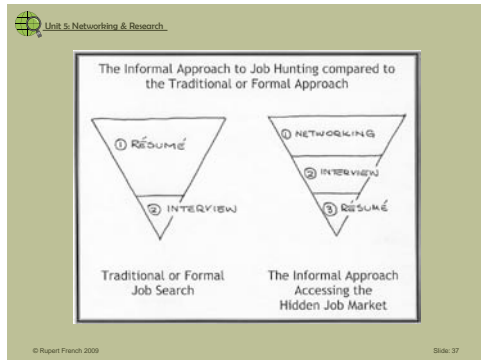 Unit 5: Networking & Research
The Informal Approach to Job Hunting compared to
the Traditional or Formal Approach
① RÉSUMÉ
② INTERVIEW
Traditional or Formal
Job Search
① NETWORKING
② INTERVIEW
③ RÉSUMÉ
The Informal Approach
Accessing the
Hidden Job Market
© Rupert French 2009
Slide: 37